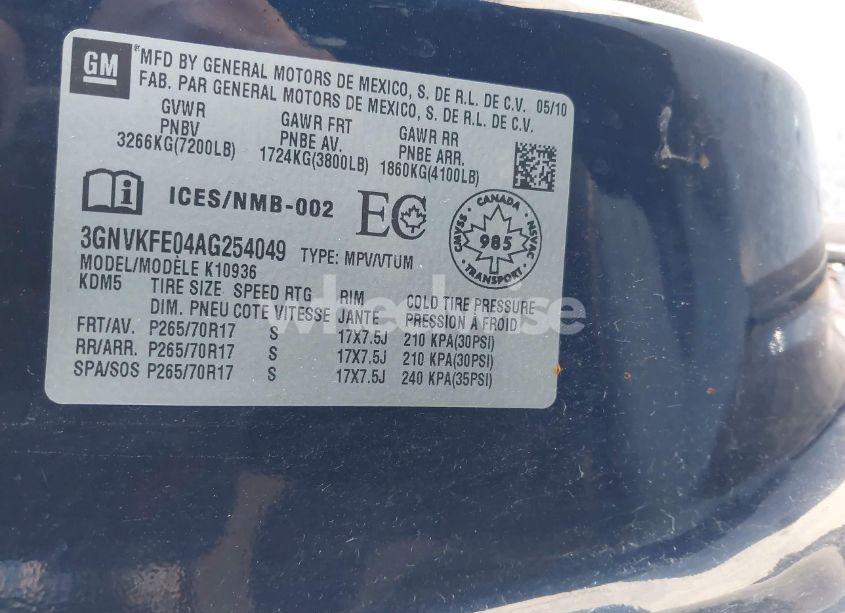 GM
MFD BY GENERAL MOTORS DE MEXICO, S. DE R.L. DE C.V. 05/10
FAB. PAR GENERAL MOTORS DE MEXICO, S. DE R.L. DE C.V.
GVWR GAWR FRT GAWR RR
PNBV PNBE AV. PNBE ARR.
3266KG(7200LB) 1724KG(3800LB) 1860KG(4100LB)
ICES/NMB-002 EC
CANADA
CMVSS 985 NSVAC
TRANSPORT
3GNVKFE04AG254049 TYPE: MPV/VTUM
MODEL/MODÈLE K10936
KDM5 TIRE SIZE SPEED RTG RIM COLD TIRE PRESSURE
DIM. PNEU COTE VITESSE JANTE PRESSION A FROID
FRT/AV. P265/70R17 S 17X7.5J 210 KPA(30PSI)
RR/ARR. P265/70R17 S 17X7.5J 210 KPA(30PSI)
SPA/SOS P265/70R17 S 17X7.5J 240 KPA(35PSI)